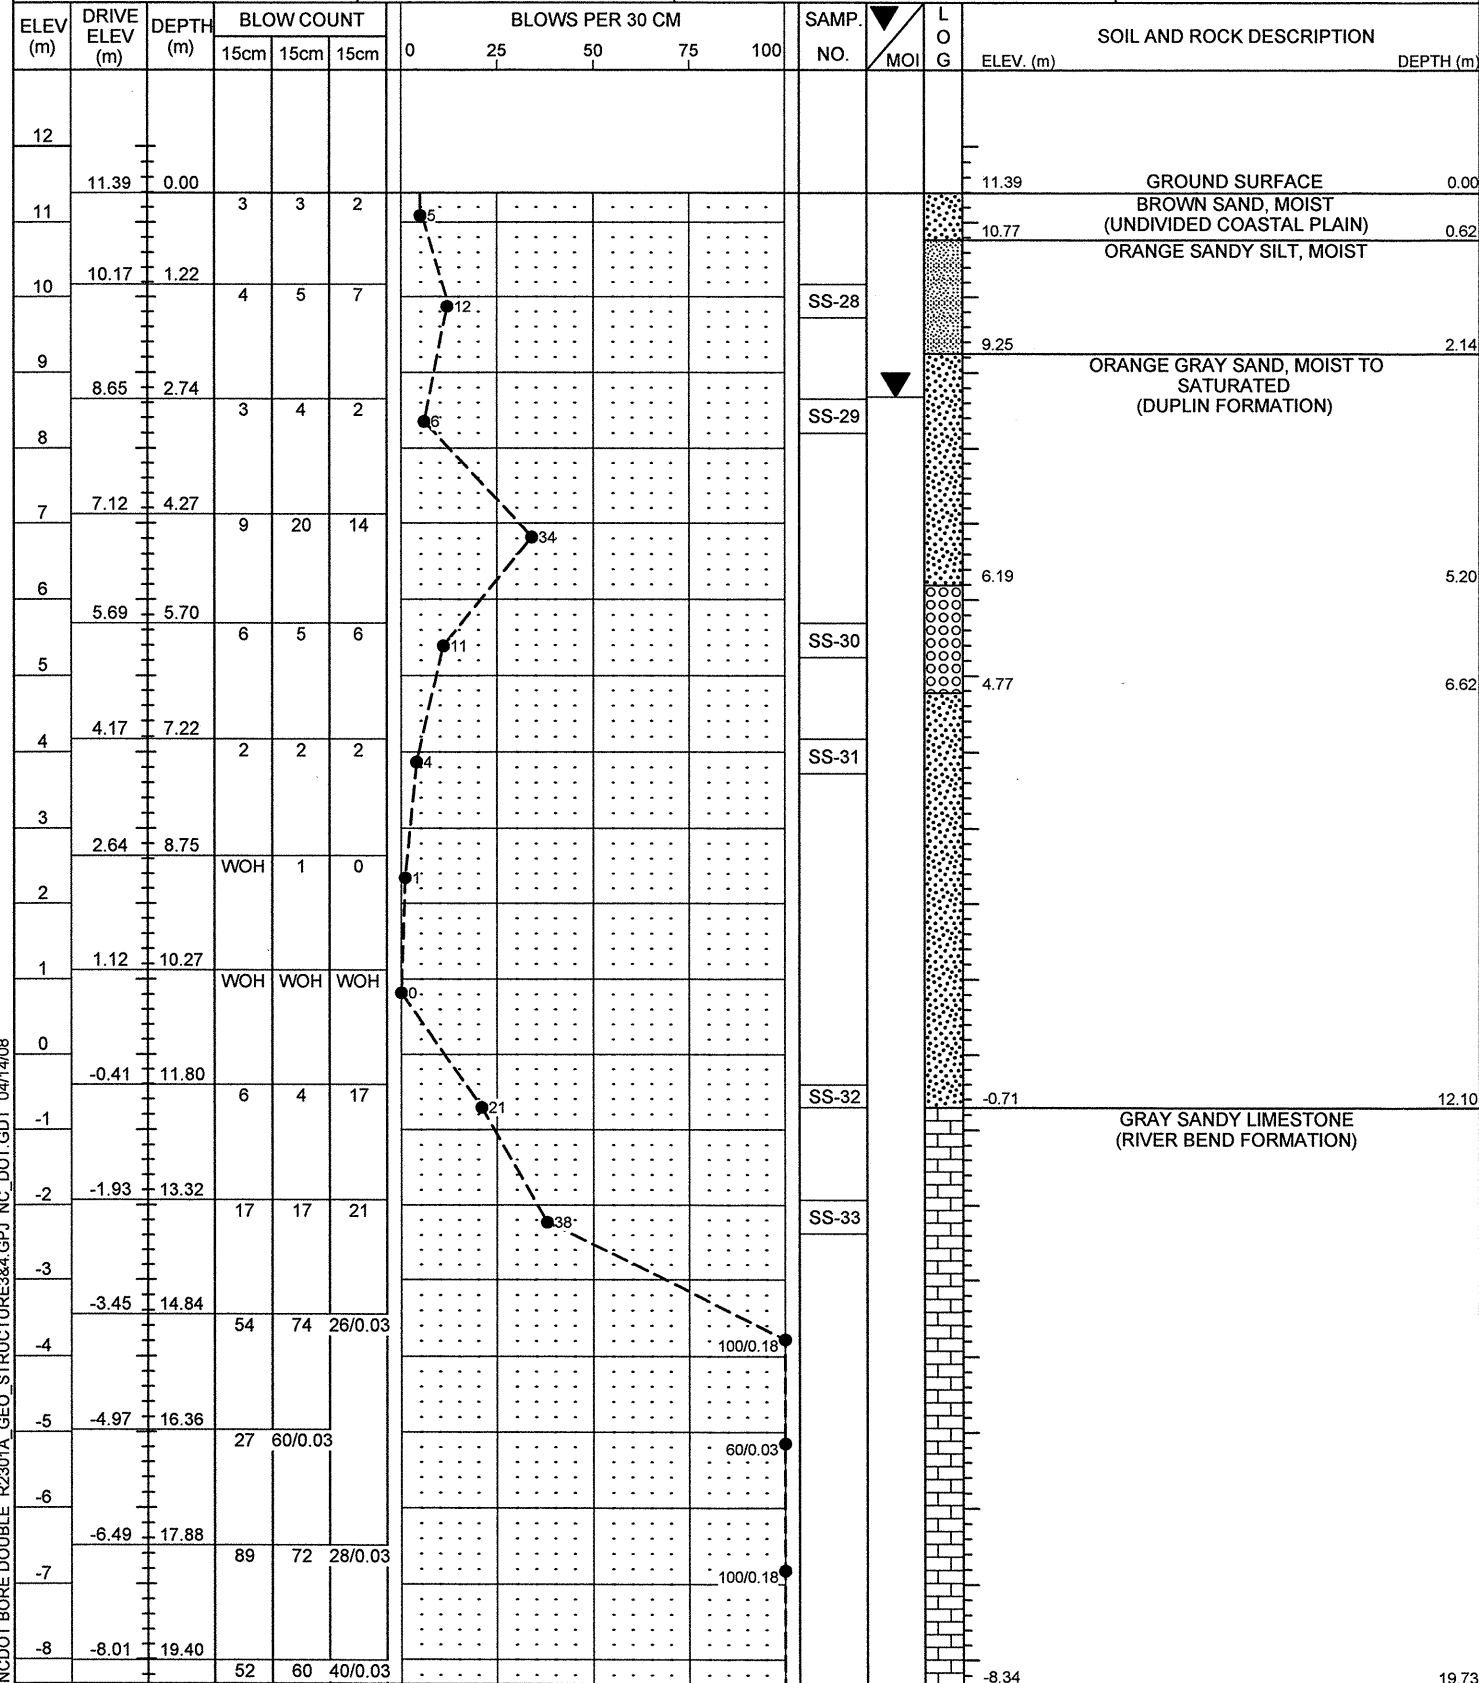 ELEV (m) DRIVE ELEV (m) DEPTH (m) BLOW COUNT BLOWS PER 30 CM SAMP. NO. MOI LOG SOIL AND ROCK DESCRIPTION
15cm 15cm 15cm 0 25 50 75 100 ELEV. (m) DEPTH (m)
12
11.39 0.00 11.39 GROUND SURFACE 0.00
3 3 2 BROWN SAND, MOIST
11 5 10.77 (UNDIVIDED COASTAL PLAIN) 0.62
ORANGE SANDY SILT, MOIST
10.17 1.22
10 4 5 7 12 SS-28
9.25 2.14
9 ORANGE GRAY SAND, MOIST TO
8.65 2.74 SATURATED
3 4 2 6 SS-29 (DUPLIN FORMATION)
8
7.12 4.27
7 9 20 14 34
6.19 5.20
6
5.69 5.70
6 5 6 11 SS-30
5
4.77 6.62
4.17 7.22
4 2 2 2 4 SS-31
3
2.64 8.75
WOH 1 0 1
2
1.12 10.27
1 WOH WOH WOH 0
0
-0.41 11.80
6 4 17 21 SS-32 -0.71 12.10
-1 GRAY SANDY LIMESTONE
(RIVER BEND FORMATION)
-2 -1.93 13.32
17 17 21 38 SS-33
-3
-3.45 14.84
54 74 26/0.03
-4 100/0.18
-5 -4.97 16.36
27 60/0.03 60/0.03
-6
-6.49 17.88
89 72 28/0.03
-7 100/0.18
-8 -8.01 19.40
52 60 40/0.03 -8.34 19.73
NCDOT BORE DOUBLE R2301A_GEO_STRUCTURE3&4.GPJ NC_DOT.GDT 04/14/08